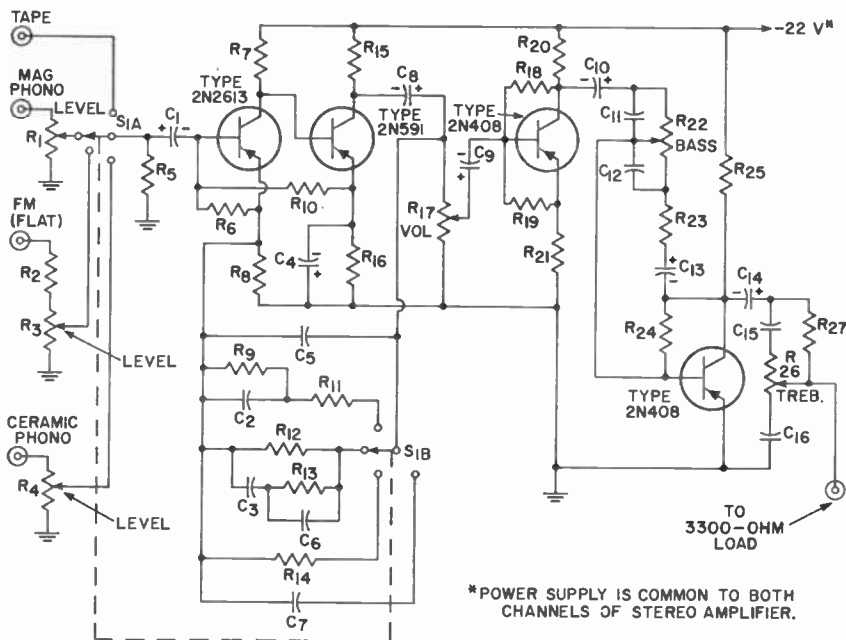 TAPE
MAG
PHONO
LEVEL
R1
S1A
C1
R5
FM
(FLAT)
R2
R3
LEVEL
CERAMIC
PHONO
R4
LEVEL
R7
TYPE
2N2613
R15
C8
TYPE
2N591
R10
R6
R8
C4
R16
C5
R9
C2
R11
R12
S1B
R13
C3
C6
R14
C7
R17
VOL
C9
R20
R18
TYPE
2N408
R19
R21
C10
C11
R22
BASS
C12
R23
C13
R24
R25
-22 V*
TYPE
2N408
C14
C15
R27
R
26
TREB.
C16
TO
3300-OHM
LOAD
*POWER SUPPLY IS COMMON TO BOTH
CHANNELS OF STEREO AMPLIFIER.